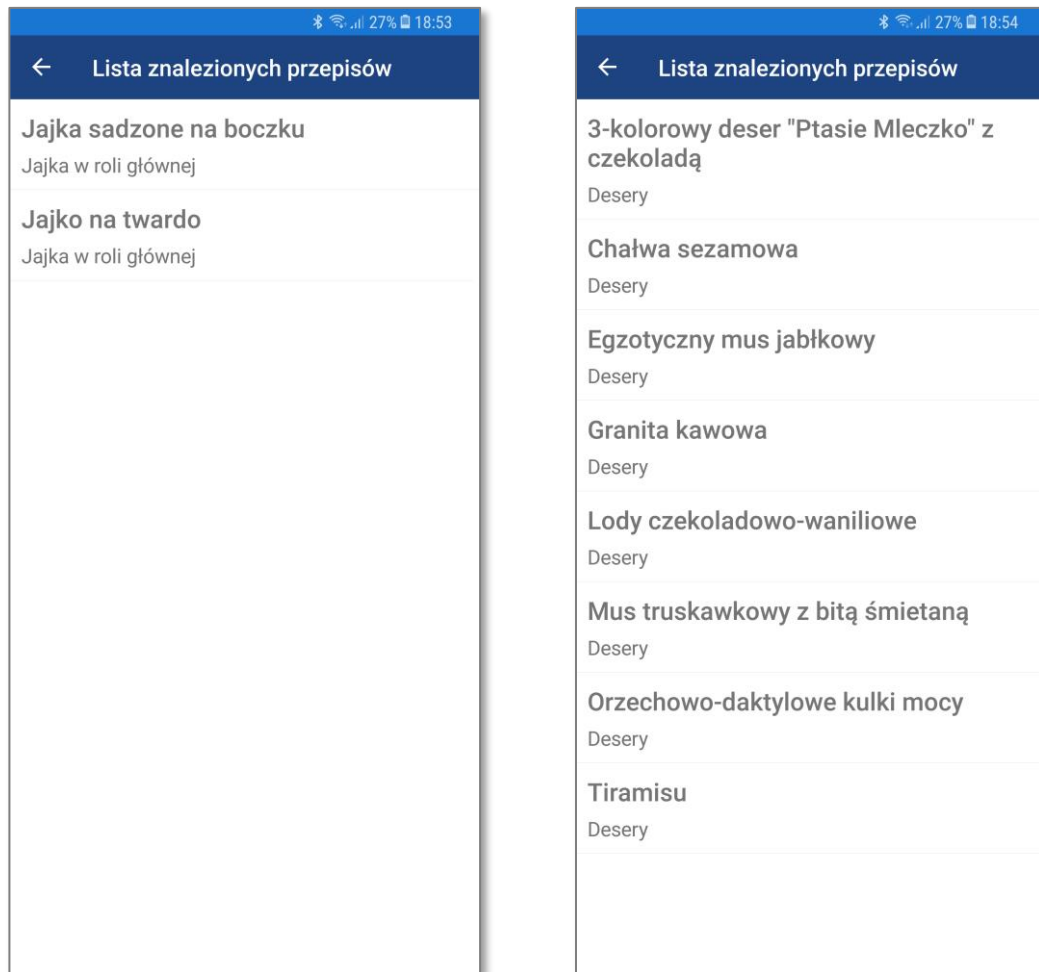 27% 18:53
Lista znalezionych przepisów
Jajka sadzone na boczku
Jajka w roli głównej
Jajko na twardo
Jajka w roli głównej
27% 18:54
Lista znalezionych przepisów
3-kolorowy deser "Ptasie Mleczko" z
czekoladą
Desery
Chałwa sezamowa
Desery
Egzotyczny mus jabłkowy
Desery
Granita kawowa
Desery
Lody czekoladowo-waniliowe
Desery
Mus truskawkowy z bitą śmietaną
Desery
Orzechowo-daktylowe kulki mocy
Desery
Tiramisu
Desery